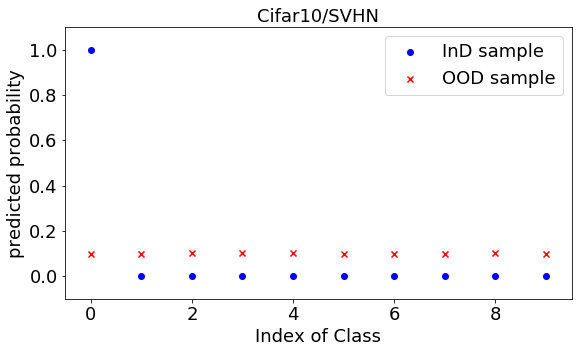 Cifar10/SVHN
InD sample
OOD sample
predicted probability
1.0
0.8
0.6
0.4
0.2
0.0
0 2 4 6 8
Index of Class